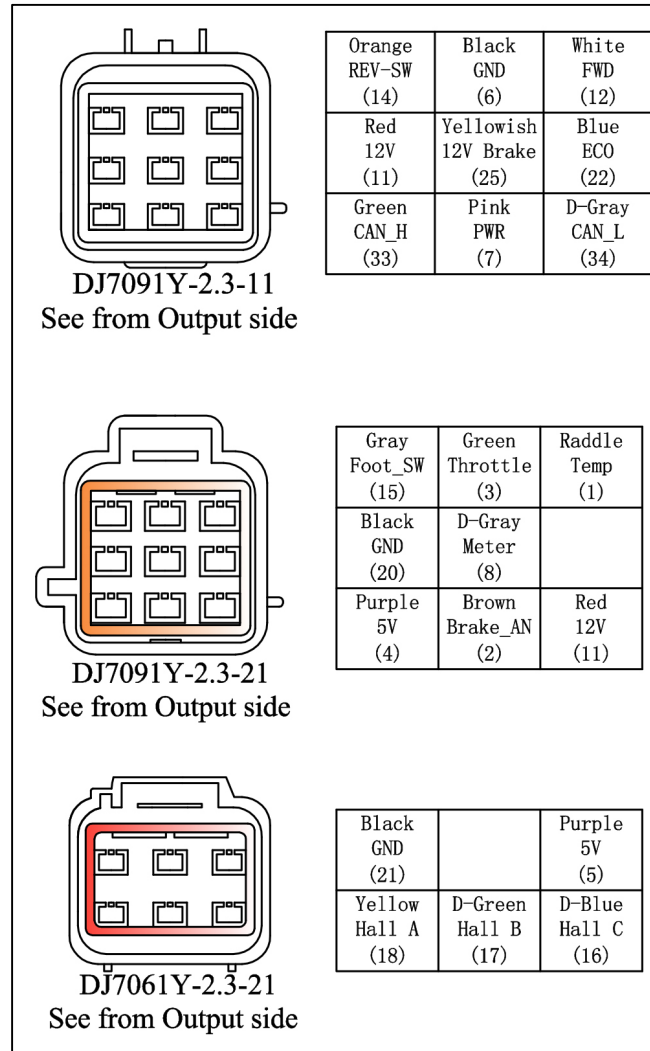 Orange Black White
REV-SW GND FWD
(14) (6) (12)
Red Yellowish Blue
12V 12V Brake ECO
(11) (25) (22)
Green Pink D-Gray
CAN_H PWR CAN_L
(33) (7) (34)
DJ7091Y-2.3-11
See from Output side
Gray Green Raddle
Foot_SW Throttle Temp
(15) (3) (1)
Black D-Gray
GND Meter
(20) (8)
Purple Brown Red
5V Brake_AN 12V
(4) (2) (11)
DJ7091Y-2.3-21
See from Output side
Black Purple
GND 5V
(21) (5)
Yellow D-Green D-Blue
Hall A Hall B Hall C
(18) (17) (16)
DJ7061Y-2.3-21
See from Output side